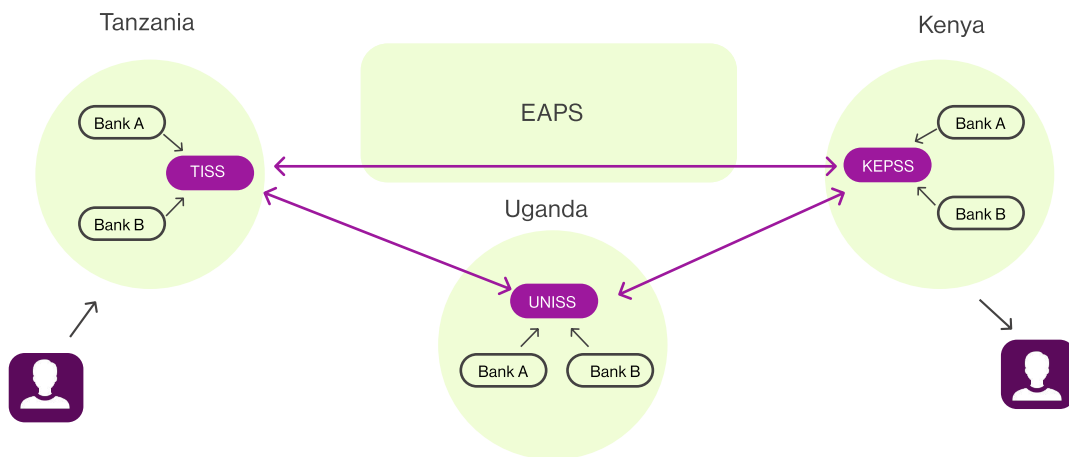 Tanzania
Kenya
EAPS
Bank A
TISS
Bank B
Bank A
KEPSS
Bank B
Uganda
UNISS
Bank A
Bank B